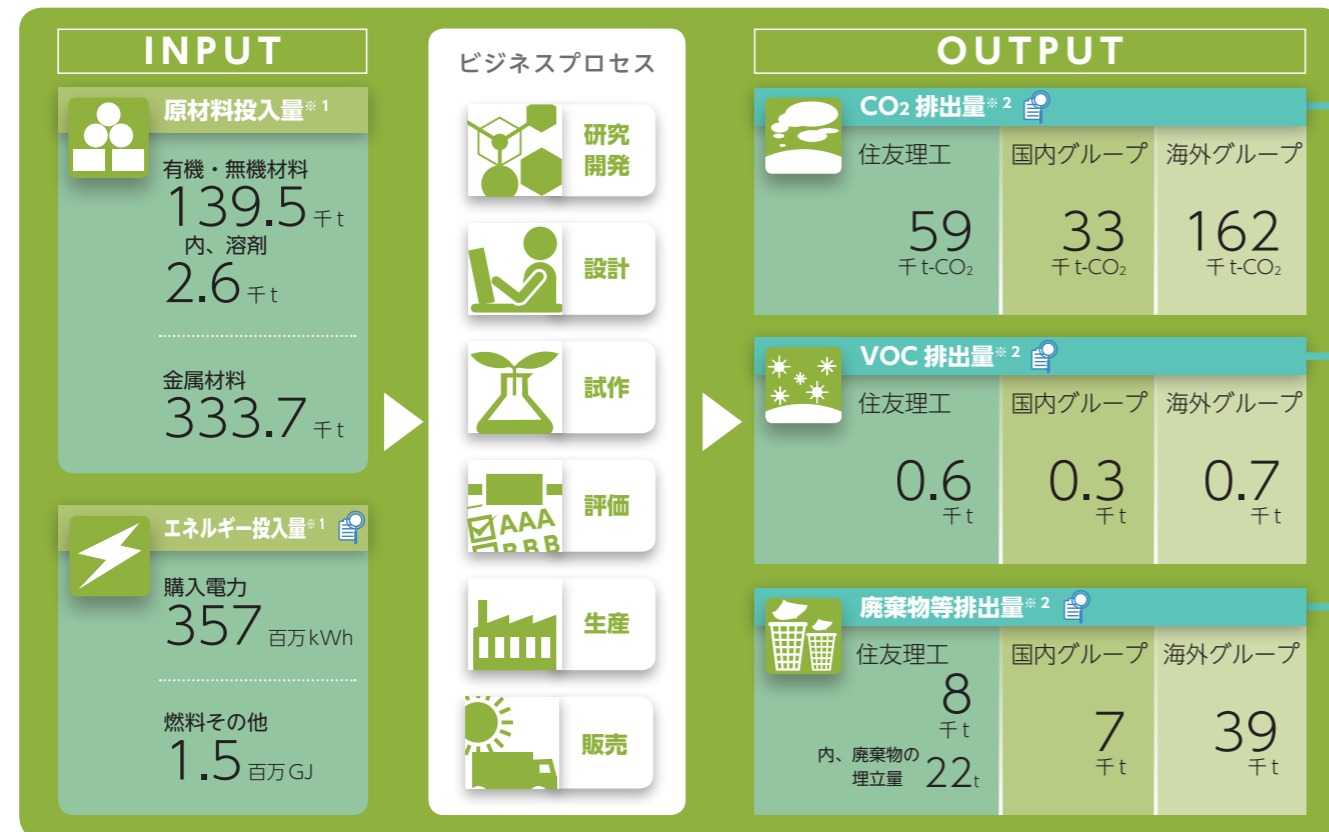 INPUT
原材料投入量※1
有機・無機材料
139.5千t
内、溶剤
2.6千t
金属材料
333.7千t
エネルギー投入量※1
購入電力
357百万kWh
燃料その他
1.5百万GJ
ビジネスプロセス
研究
開発
設計
試作
AAA
BBB
評価
生産
販売
OUTPUT
CO2排出量※2
住友理工 国内グループ 海外グループ
59 33 162
千t-CO2 千t-CO2 千t-CO2
VOC排出量※2
住友理工 国内グループ 海外グループ
0.6 0.3 0.7
千t 千t 千t
廃棄物等排出量※2
住友理工 国内グループ 海外グループ
8 7 39
千t 千t 千t
内、廃棄物の
埋立量 22t